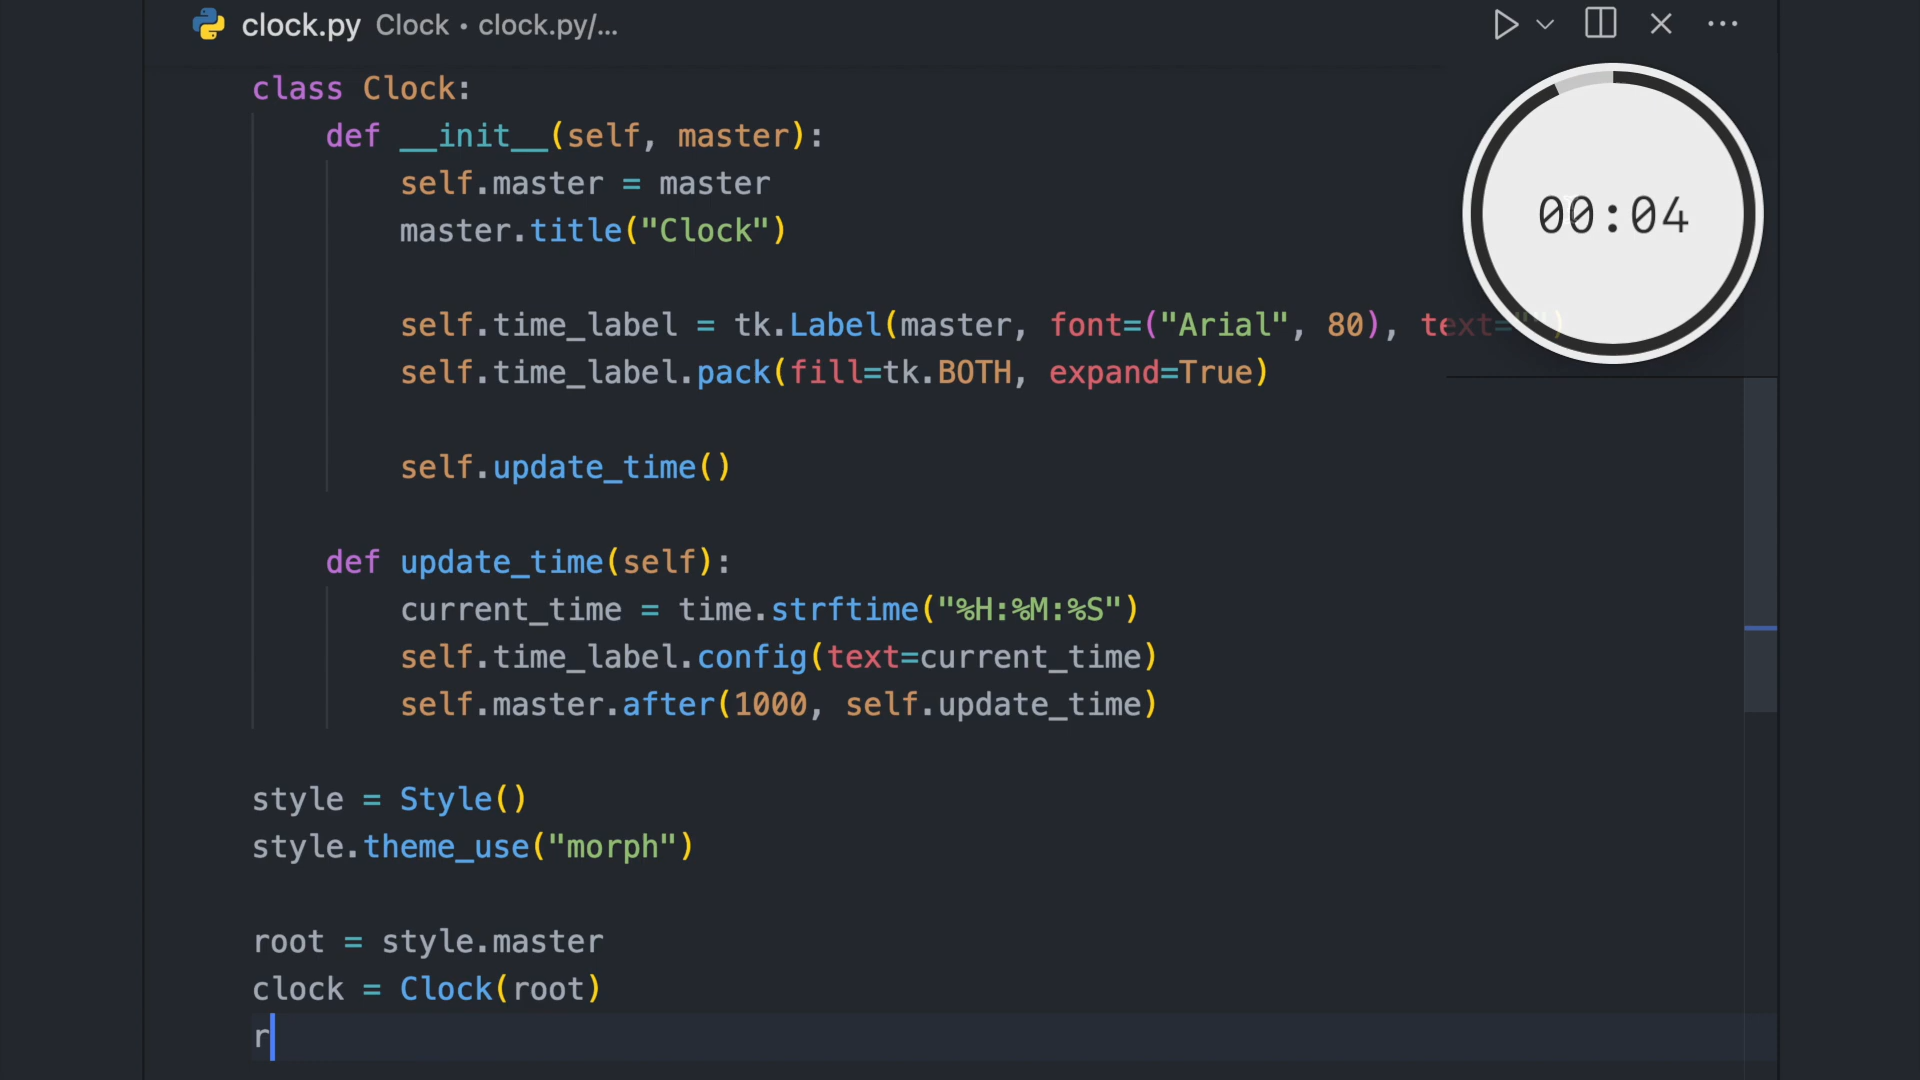 clock.py Clock • clock.py/...
class Clock:
def __init__(self, master):
self.master = master
master.title("Clock")
self.time_label = tk.Label(master, font=("Arial", 80), text="")
self.time_label.pack(fill=tk.BOTH, expand=True)
self.update_time()
def update_time(self):
current_time = time.strftime("%H:%M:%S")
self.time_label.config(text=current_time)
self.master.after(1000, self.update_time)
style = Style()
style.theme_use("morph")
root = style.master
clock = Clock(root)
r
00:04